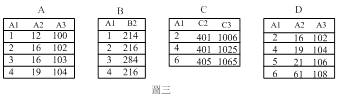 A
A1 A2 A3
1 12 100
2 16 102
3 16 103
4 19 104
B
A1 B2
1 214
2 216
3 284
4 216
C
A1 C2 C3
2 401 1006
4 401 1025
6 405 1065
D
A1 A2 A3
2 16 102
4 19 104
5 21 106
6 61 108
圖三